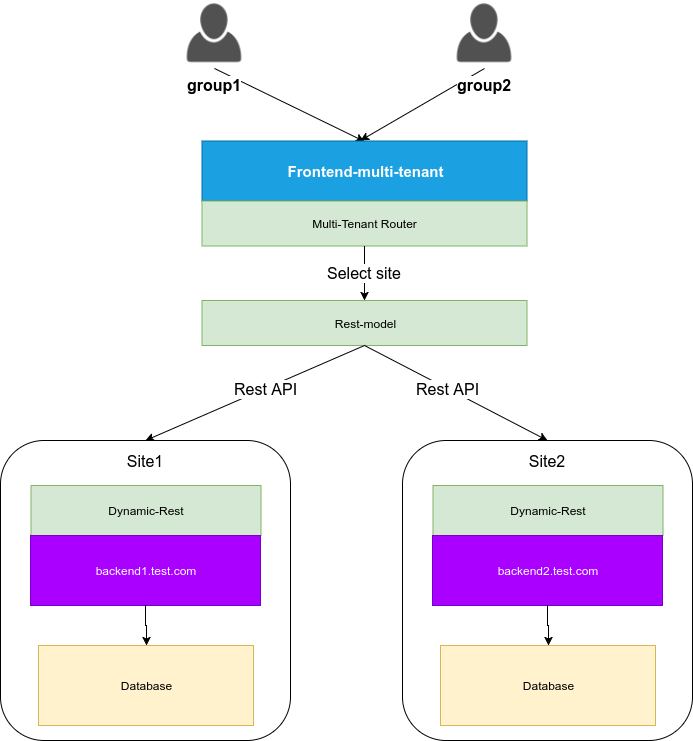 group1
group2
Frontend-multi-tenant
Multi-Tenant Router
Select site
Rest-model
Rest API
Rest API
Site1
Site2
Dynamic-Rest
Dynamic-Rest
backend1.test.com
backend2.test.com
Database
Database